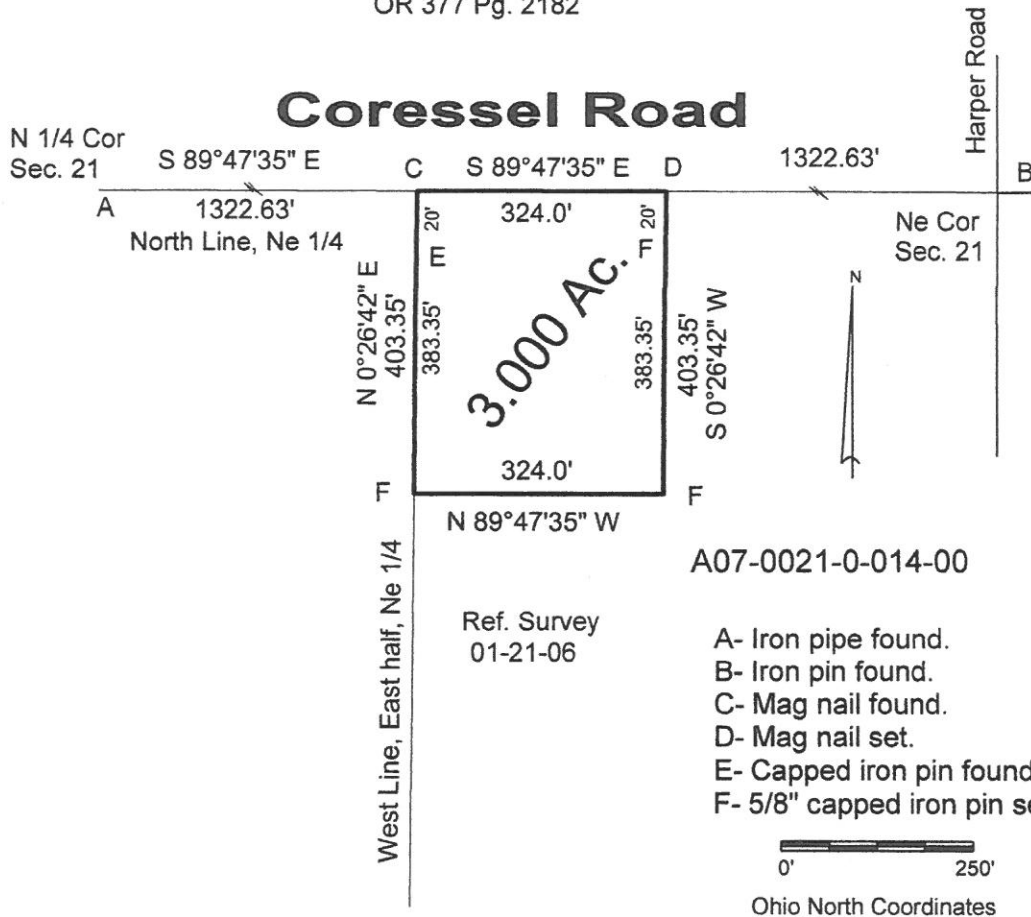 OR 377 Pg. 2182
Harper Road
Coressel Road
N 1/4 Cor
Sec. 21
S 89°47'35" E
C
S 89°47'35" E
D
1322.63'
B
A
1322.63'
North Line, Ne 1/4
20'
324.0'
20'
Ne Cor
Sec. 21
E
F
N
N 0°26'42" E
403.35'
383.35'
3.000 Ac.
383.35'
403.35'
S 0°26'42" W
324.0'
F
F
N 89°47'35" W
West Line, East half, Ne 1/4
A07-0021-0-014-00
Ref. Survey
01-21-06
A- Iron pipe found.
B- Iron pin found.
C- Mag nail found.
D- Mag nail set.
E- Capped iron pin found
F- 5/8" capped iron pin se
0'
250'
Ohio North Coordinates